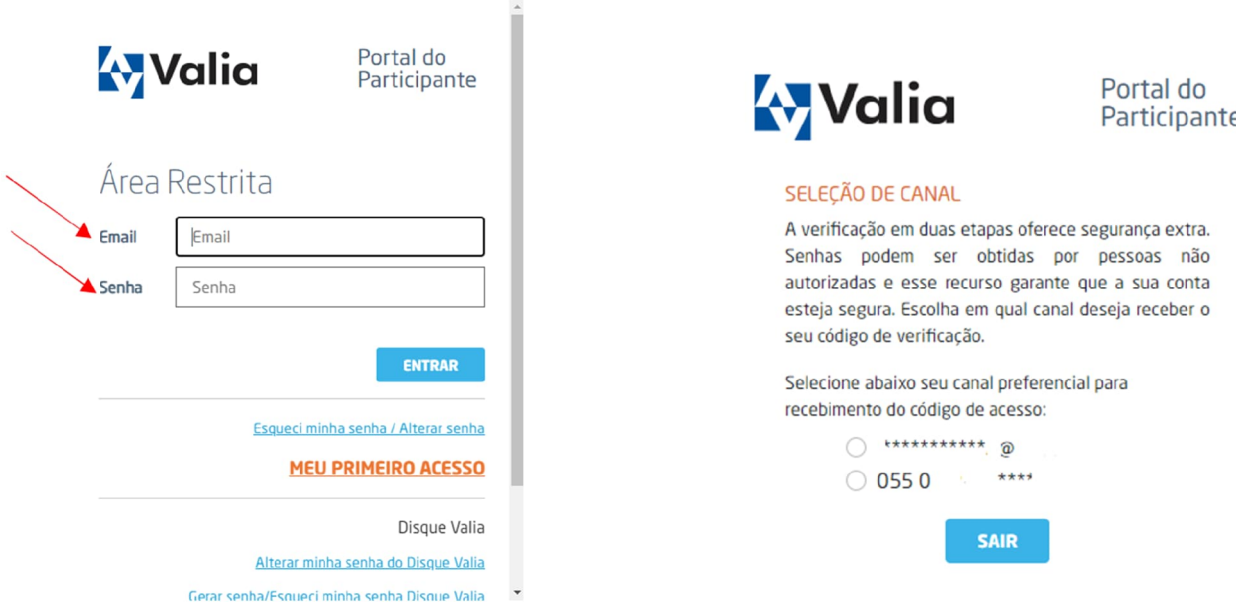 Valia
Portal do
Participante
Área Restrita
Email
Email
Senha
Senha
ENTRAR
Esqueci minha senha / Alterar senha
MEU PRIMEIRO ACESSO
Disque Valia
Alterar minha senha do Disque Valia
Gerar senha/Esqueci minha senha Disque Valia
Valia
Portal do
Participante
SELEÇÃO DE CANAL
A verificação em duas etapas oferece segurança extra.
Senhas podem ser obtidas por pessoas não
autorizadas e esse recurso garante que a sua conta
esteja segura. Escolha em qual canal deseja receber o
seu código de verificação.
Selecione abaixo seu canal preferencial para
recebimento do código de acesso:
*********** @
055 0 ****
SAIR